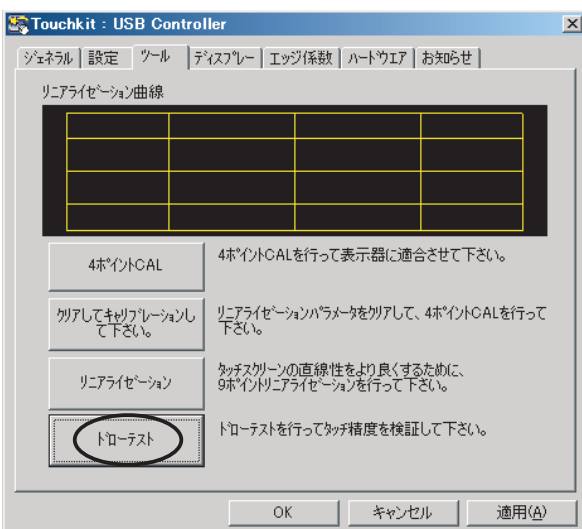 Touchkit : USB Controller
ジェネラル 設定 ツール ディスプレー エッジ係数 ハードウエア お知らせ
リニアライゼーション曲線
4ポイントCAL
4ポイントCALを行って表示器に適合させて下さい。
クリアしてキャリブレーションし
て下さい。
リニアライゼーションパラメータをクリアして、4ポイントCALを行って
下さい。
リニアライゼーション
タッチスクリーンの直線性をより良くするために、
9ポイントリニアライゼーションを行って下さい。
ドローテスト
ドローテストを行ってタッチ精度を検証して下さい。
OK キャンセル 適用(A)